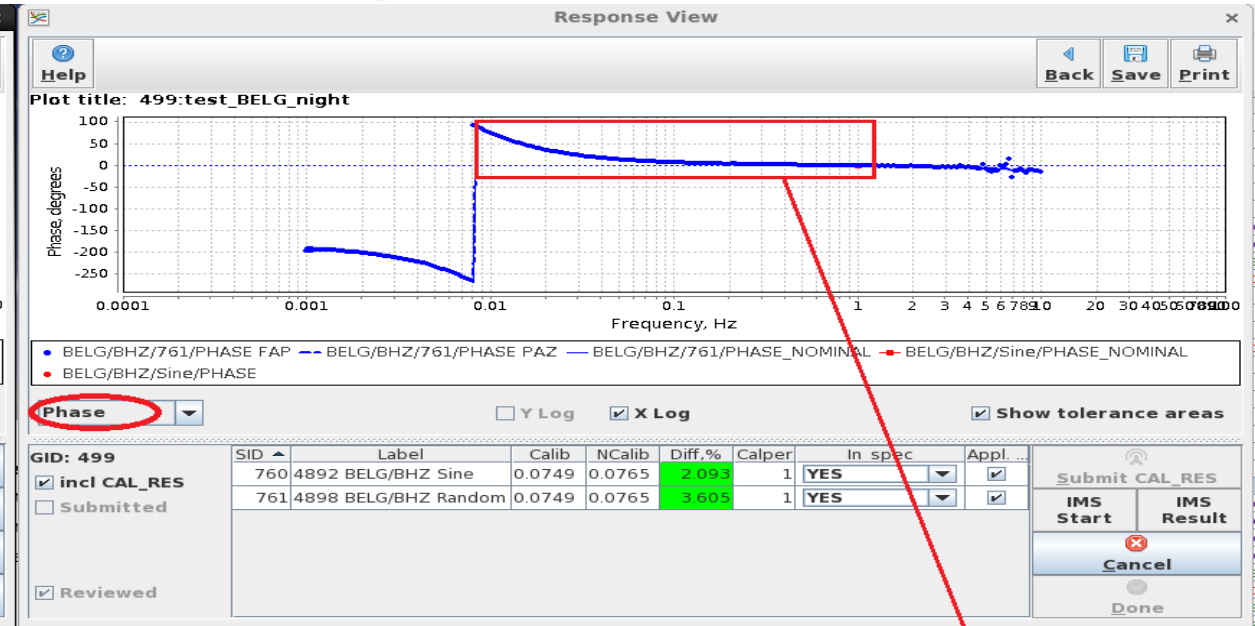 Response View
Help
Back Save Print
Plot title: 499:test_BELG_night
100
50
0
-50
-100
-150
-200
-250
Phase, degrees
0.0001 0.001 0.01 0.1 1 2 3 4 5 6 7 8 9 10 20 30 40
Frequency, Hz
BELG/BHZ/761/PHASE FAP BELG/BHZ/761/PHASE PAZ BELG/BHZ/761/PHASE_NOMINAL BELG/BHZ/Sine/PHASE_NOMINAL
BELG/BHZ/Sine/PHASE
Phase Y Log X Log Show tolerance areas
GID: 499
incl CAL_RES
Submitted
Reviewed
SID Label Calib NCalib Diff,% Calper In spec Appl. ...
760 4892 BELG/BHZ Sine 0.0749 0.0765 2.093 1 YES
761 4898 BELG/BHZ Random 0.0749 0.0765 3.605 1 YES
Submit CAL_RES
IMS Start IMS Result
Cancel
Done